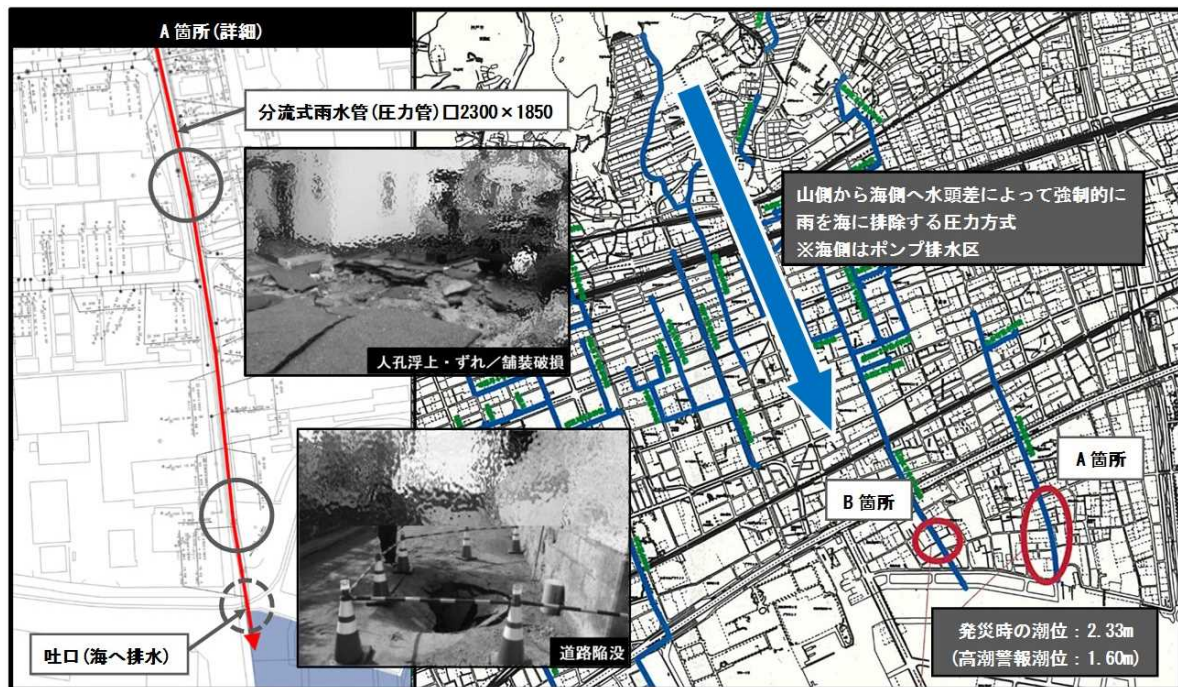 A箇所(詳細)
分流式雨水管(圧力管)□2300×1850
人孔浮上・ずれ／舗装破損
道路陥没
吐口(海へ排水)
山側から海側へ水頭差によって強制的に
雨を海に排除する圧力方式
※海側はポンプ排水区
A箇所
B箇所
発災時の潮位：2.33m
(高潮警報潮位：1.60m)